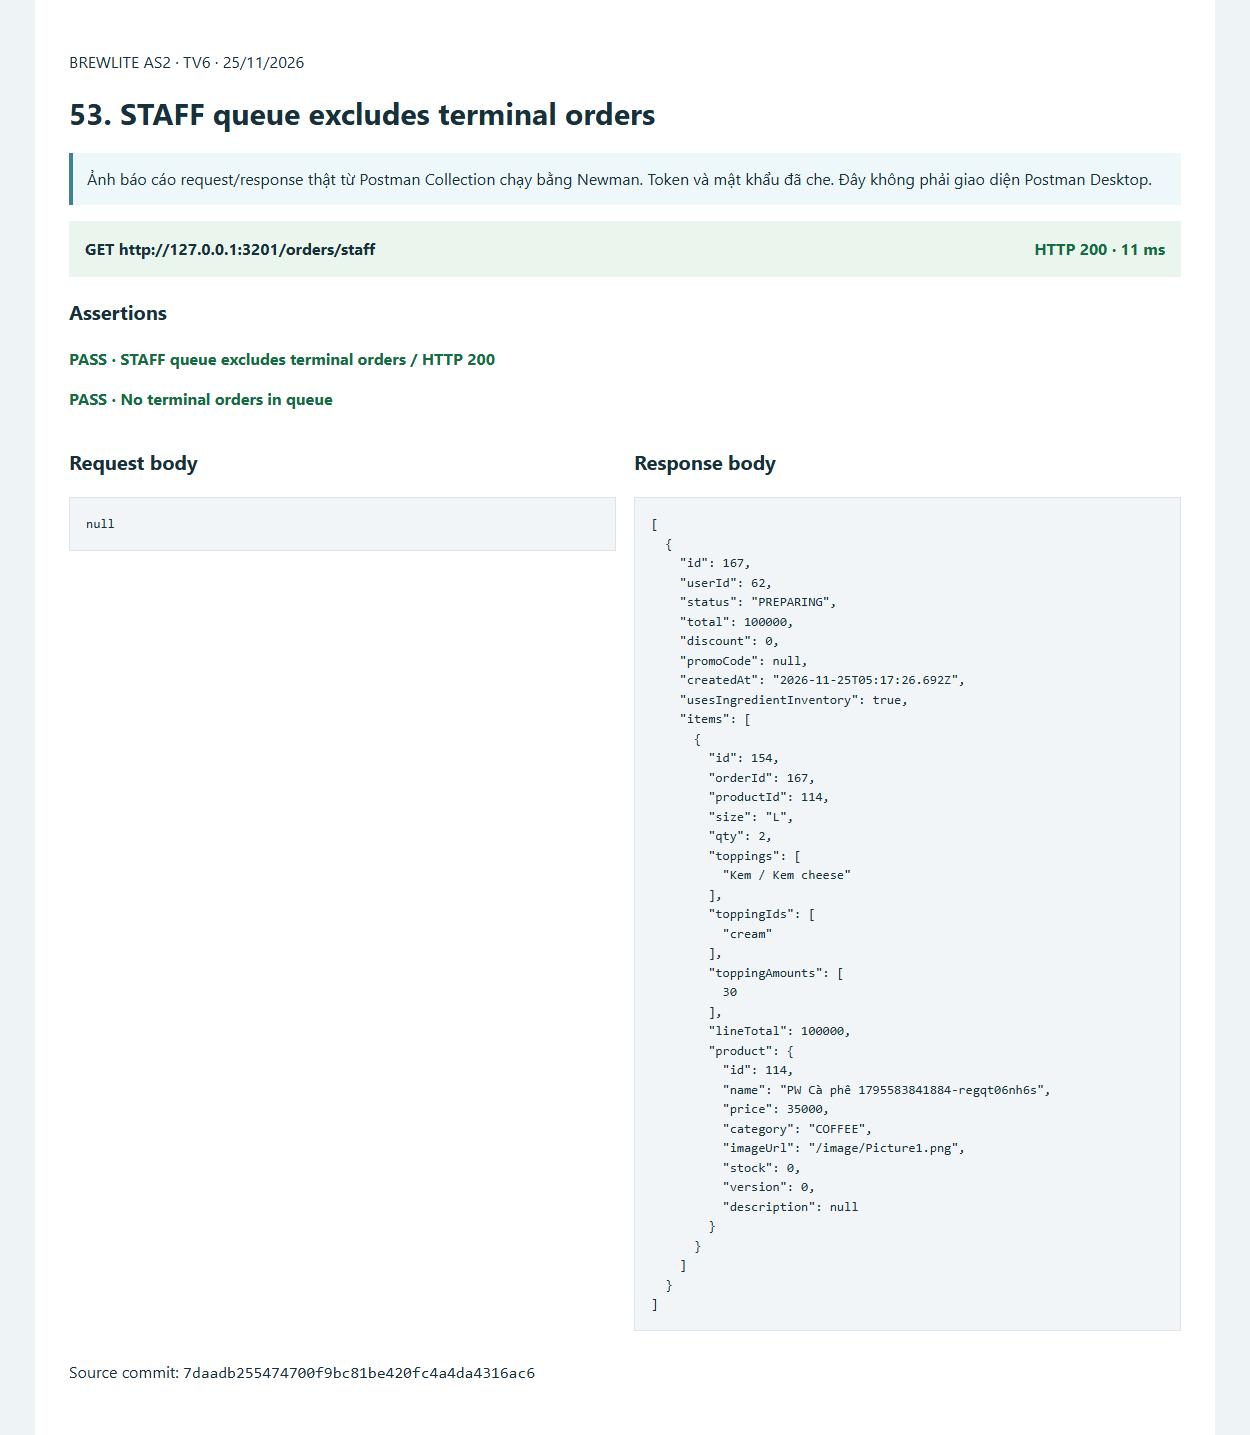 BREWLITE AS2 · TV6 · 25/11/2026
53. STAFF queue excludes terminal orders
Ảnh báo cáo request/response thật từ Postman Collection chạy bằng Newman. Token và mật khẩu đã che. Đây không phải giao diện Postman Desktop.
GET http://127.0.0.1:3201/orders/staff
HTTP 200 · 11 ms
Assertions
PASS · STAFF queue excludes terminal orders / HTTP 200
PASS · No terminal orders in queue
Request body
null
Response body
[
  {
    "id": 167,
    "userId": 62,
    "status": "PREPARING",
    "total": 100000,
    "discount": 0,
    "promoCode": null,
    "createdAt": "2026-11-25T05:17:26.692Z",
    "usesIngredientInventory": true,
    "items": [
      {
        "id": 154,
        "orderId": 167,
        "productId": 114,
        "size": "L",
        "qty": 2,
        "toppings": [
          "Kem / Kem cheese"
        ],
        "toppingIds": [
          "cream"
        ],
        "toppingAmounts": [
          30
        ],
        "lineTotal": 100000,
        "product": {
          "id": 114,
          "name": "PW Cà phê 1795583841884-regqt06nh6s",
          "price": 35000,
          "category": "COFFEE",
          "imageUrl": "/image/Picture1.png",
          "stock": 0,
          "version": 0,
          "description": null
        }
      }
    ]
  }
]
Source commit: 7daadb255474700f9bc81be420fc4a4da4316ac6